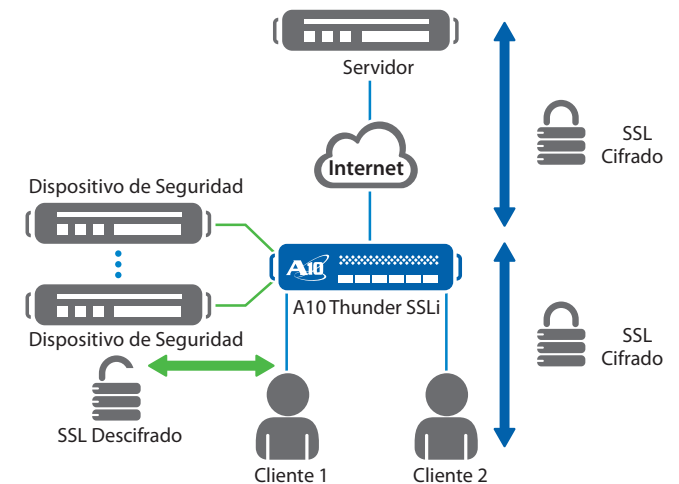 Servidor
SSL
Cifrado
Internet
Dispositivo de Seguridad
A10
A10 Thunder SSLi
Dispositivo de Seguridad
SSL
Cifrado
SSL Descifrado
Cliente 1
Cliente 2